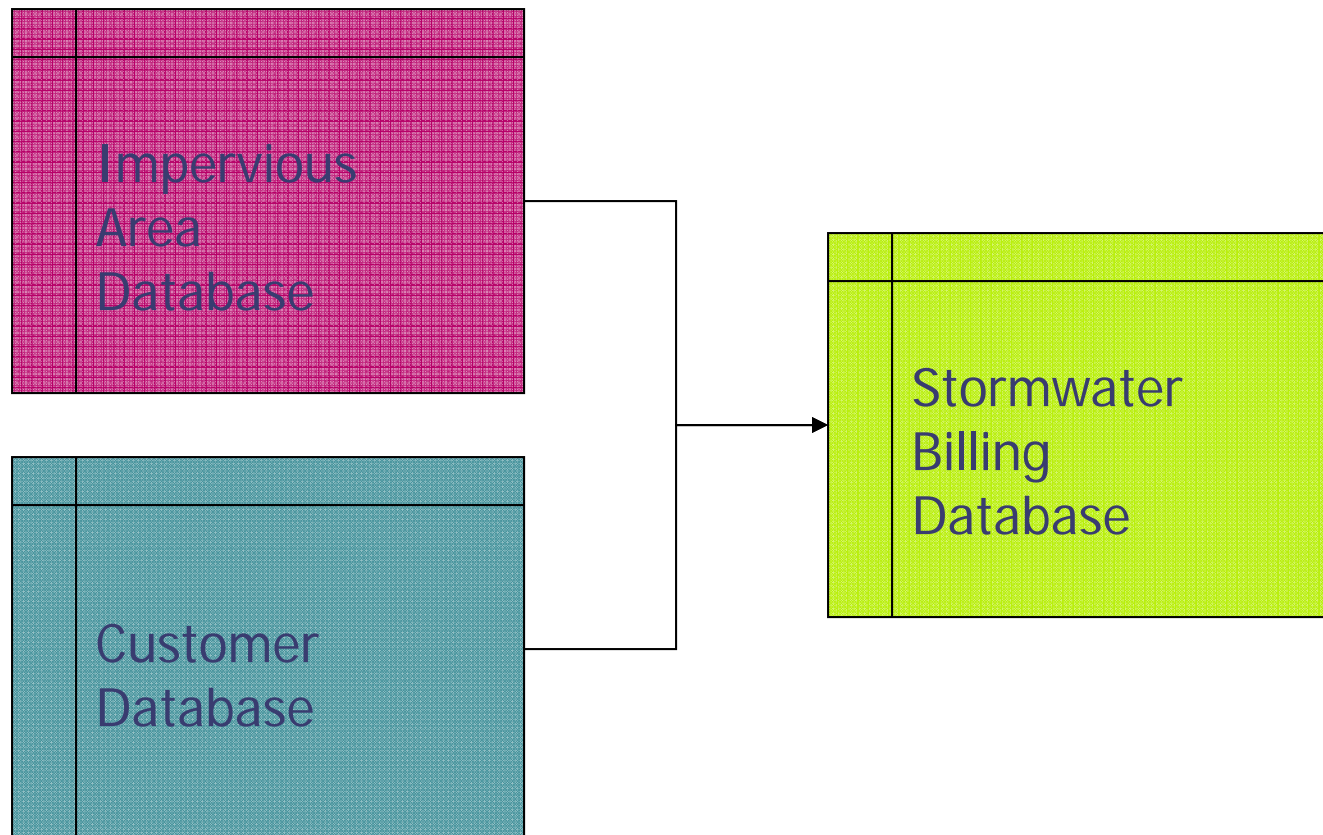 Impervious
Area
Database
Stormwater
Billing
Database
Customer
Database